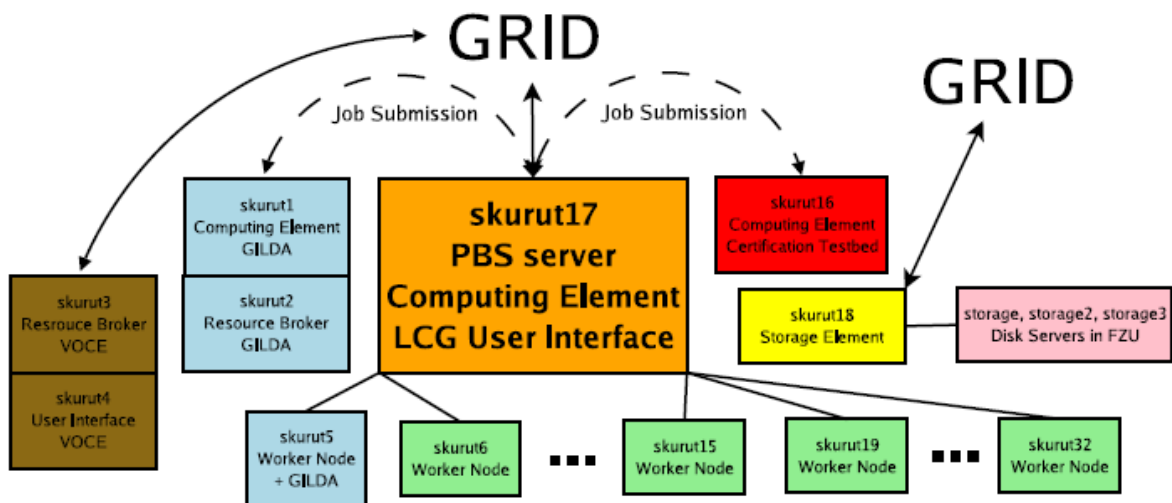 GRID
GRID
Job Submission
Job Submission
skurut1
Computing Element
GILDA
skurut2
Resource Broker
GILDA
skurut17
PBS server
Computing Element
LCG User Interface
skurut16
Computing Element
Certification Testbed
skurut3
Resrouce Broker
VOCE
skurut4
User Interface
VOCE
skurut18
Storage Element
storage, storage2, storage3
Disk Servers in FZU
skurut5
Worker Node
+ GILDA
skurut6
Worker Node
skurut15
Worker Node
skurut19
Worker Node
skurut32
Worker Node